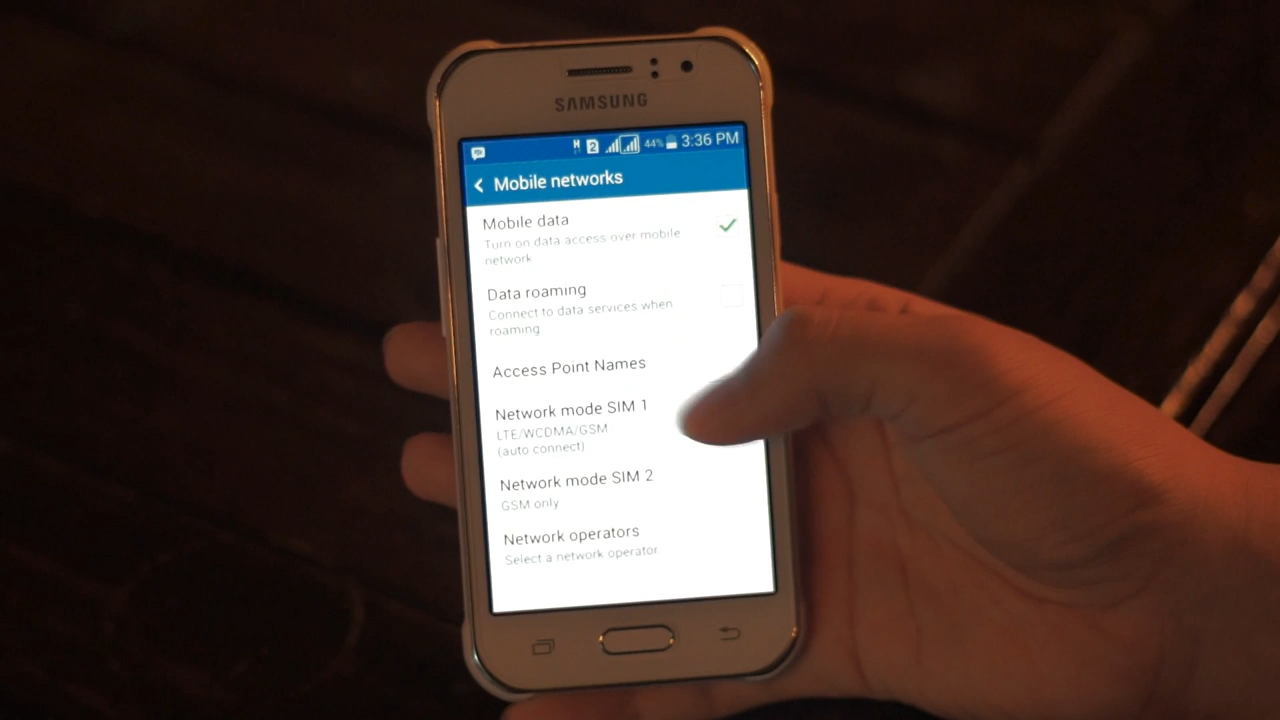 SAMSUNG
H 2 44% 3:36 PM
< Mobile networks
Mobile data
Turn on data access over mobile
network
Data roaming
Connect to data services when
roaming
Access Point Names
Network mode SIM 1
LTE/WCDMA/GSM
(auto connect)
Network mode SIM 2
GSM only
Network operators
Select a network operator